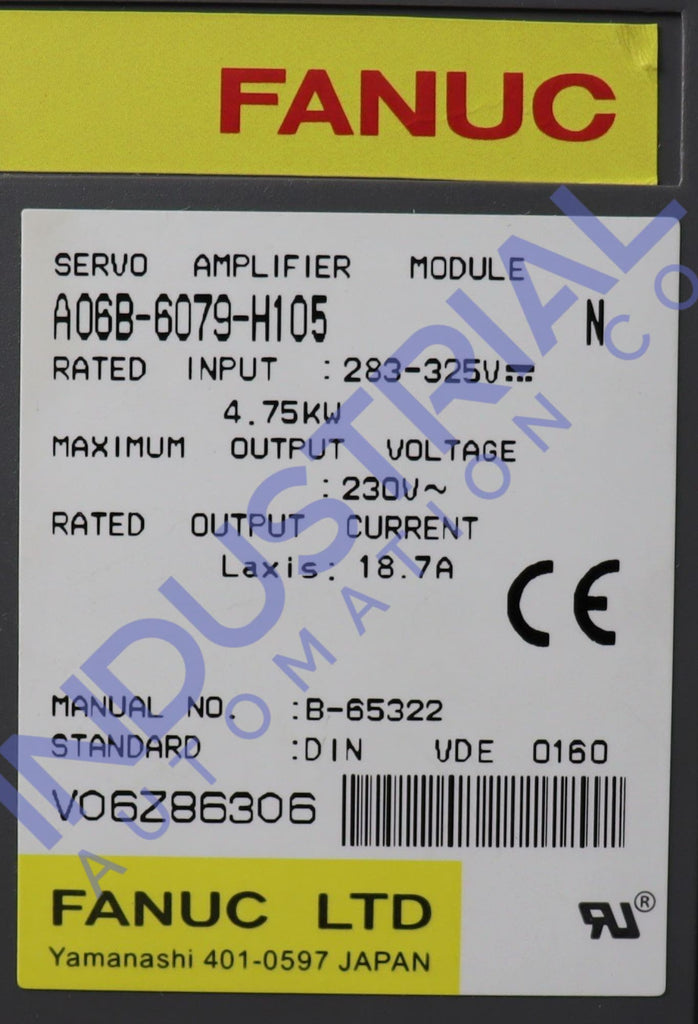 FANUC
SERVO AMPLIFIER MODULE
A06B-6079-H105 N
RATED INPUT : 283-325V⎓
4.75KW
MAXIMUM OUTPUT VOLTAGE
: 230V~
RATED OUTPUT CURRENT
Laxis: 18.7A
CE
MANUAL NO. :B-65322
STANDARD :DIN VDE 0160
V06Z86306
FANUC LTD
Yamanashi 401-0597 JAPAN
RU®
INDUSTRIAL
AUTOMATION CO